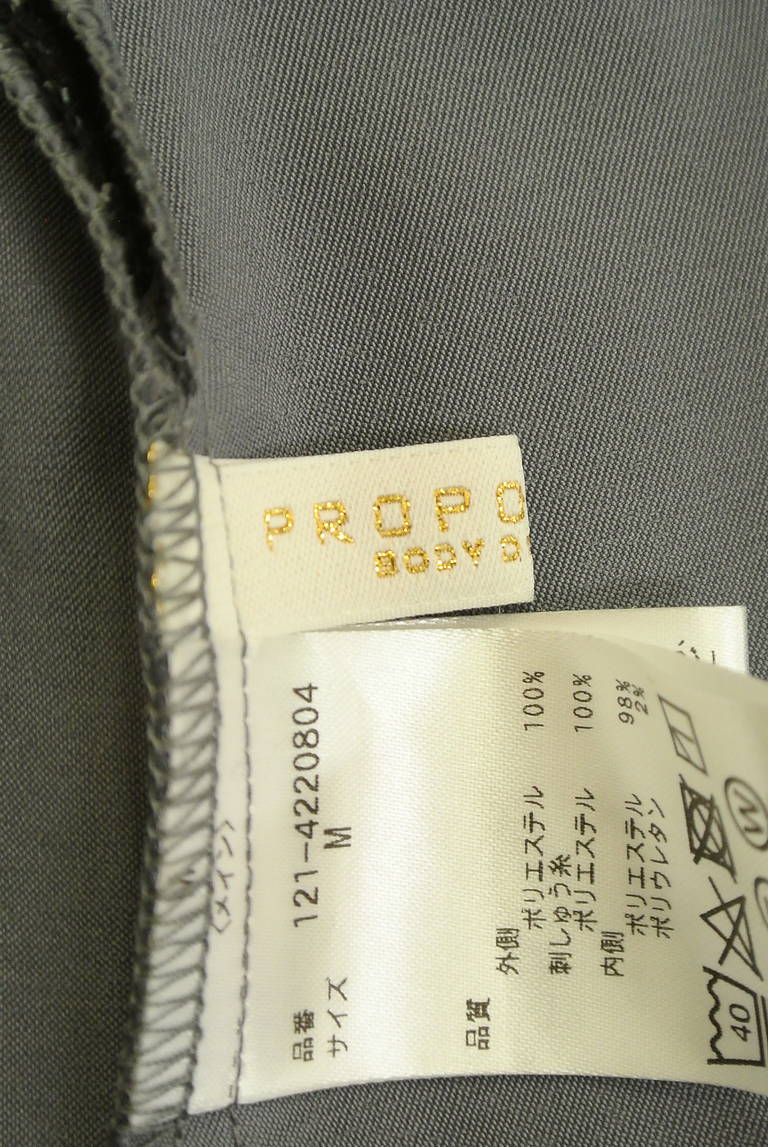 PROPO
BODY D
〈メイン〉
品番 121-4220804
サイズ M
品質 外側
ポリエステル 100%
刺しゅう糸
ポリエステル 100%
内側
ポリエステル 98%
ポリウレタン 2%
40
W